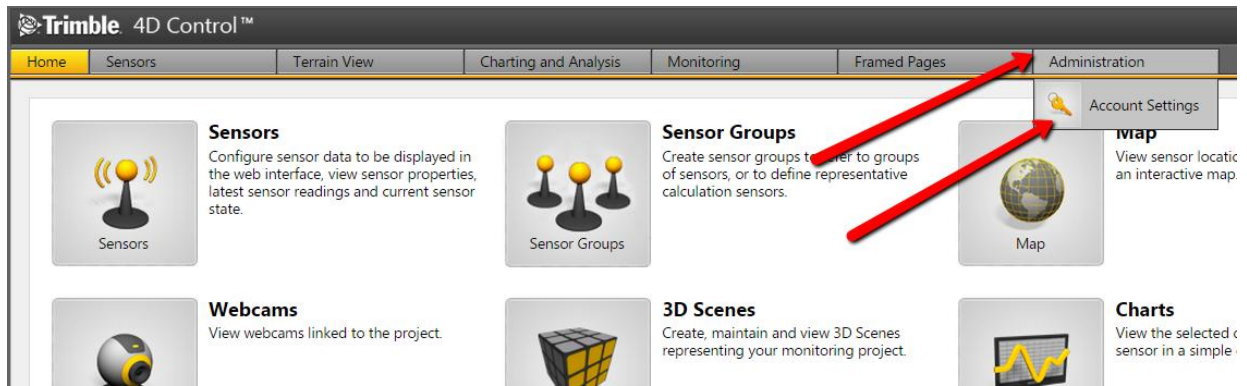 Trimble. 4D Control™
Home Sensors Terrain View Charting and Analysis Monitoring Framed Pages Administration
Account Settings
Sensors
Configure sensor data to be displayed in
the web interface, view sensor properties,
latest sensor readings and current sensor
state.
Sensors
Sensor Groups
Create sensor groups to refer to groups
of sensors, or to define representative
calculation sensors.
Sensor Groups
Map
View sensor
an interactive map.
Map
Webcams
View webcams linked to the project.
3D Scenes
Create, maintain and view 3D Scenes
representing your monitoring project.
Charts
View the selected
sensor in a simple